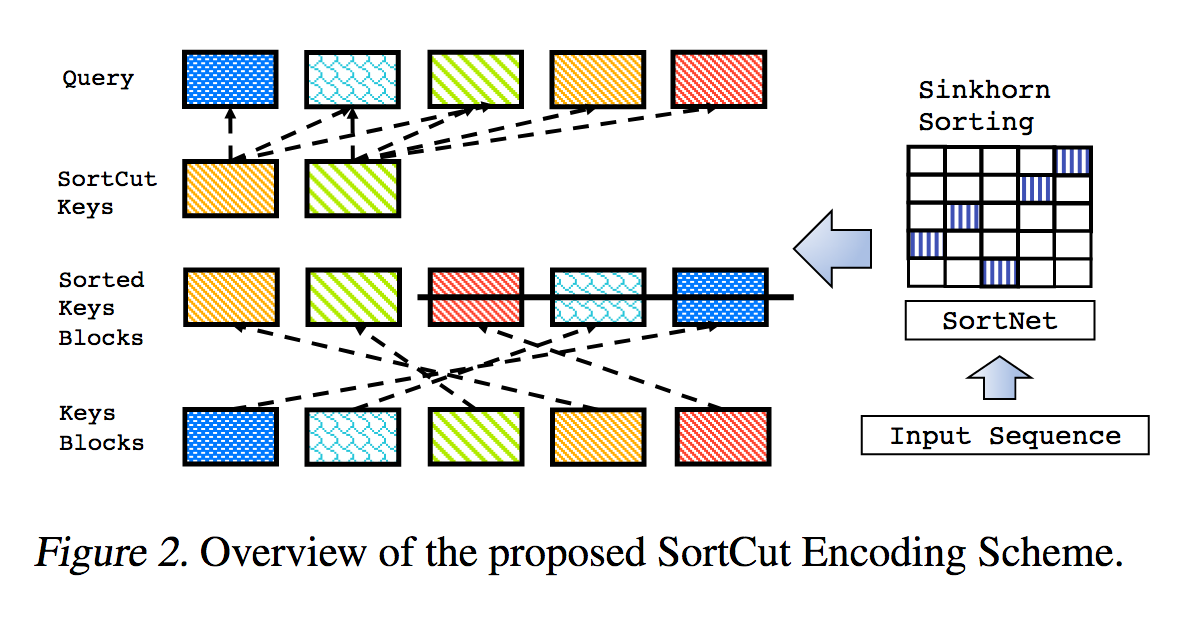 Query
SortCut
Keys
Sorted
Keys
Blocks
Keys
Blocks
Sinkhorn
Sorting
SortNet
Input Sequence
Figure 2. Overview of the proposed SortCut Encoding Scheme.